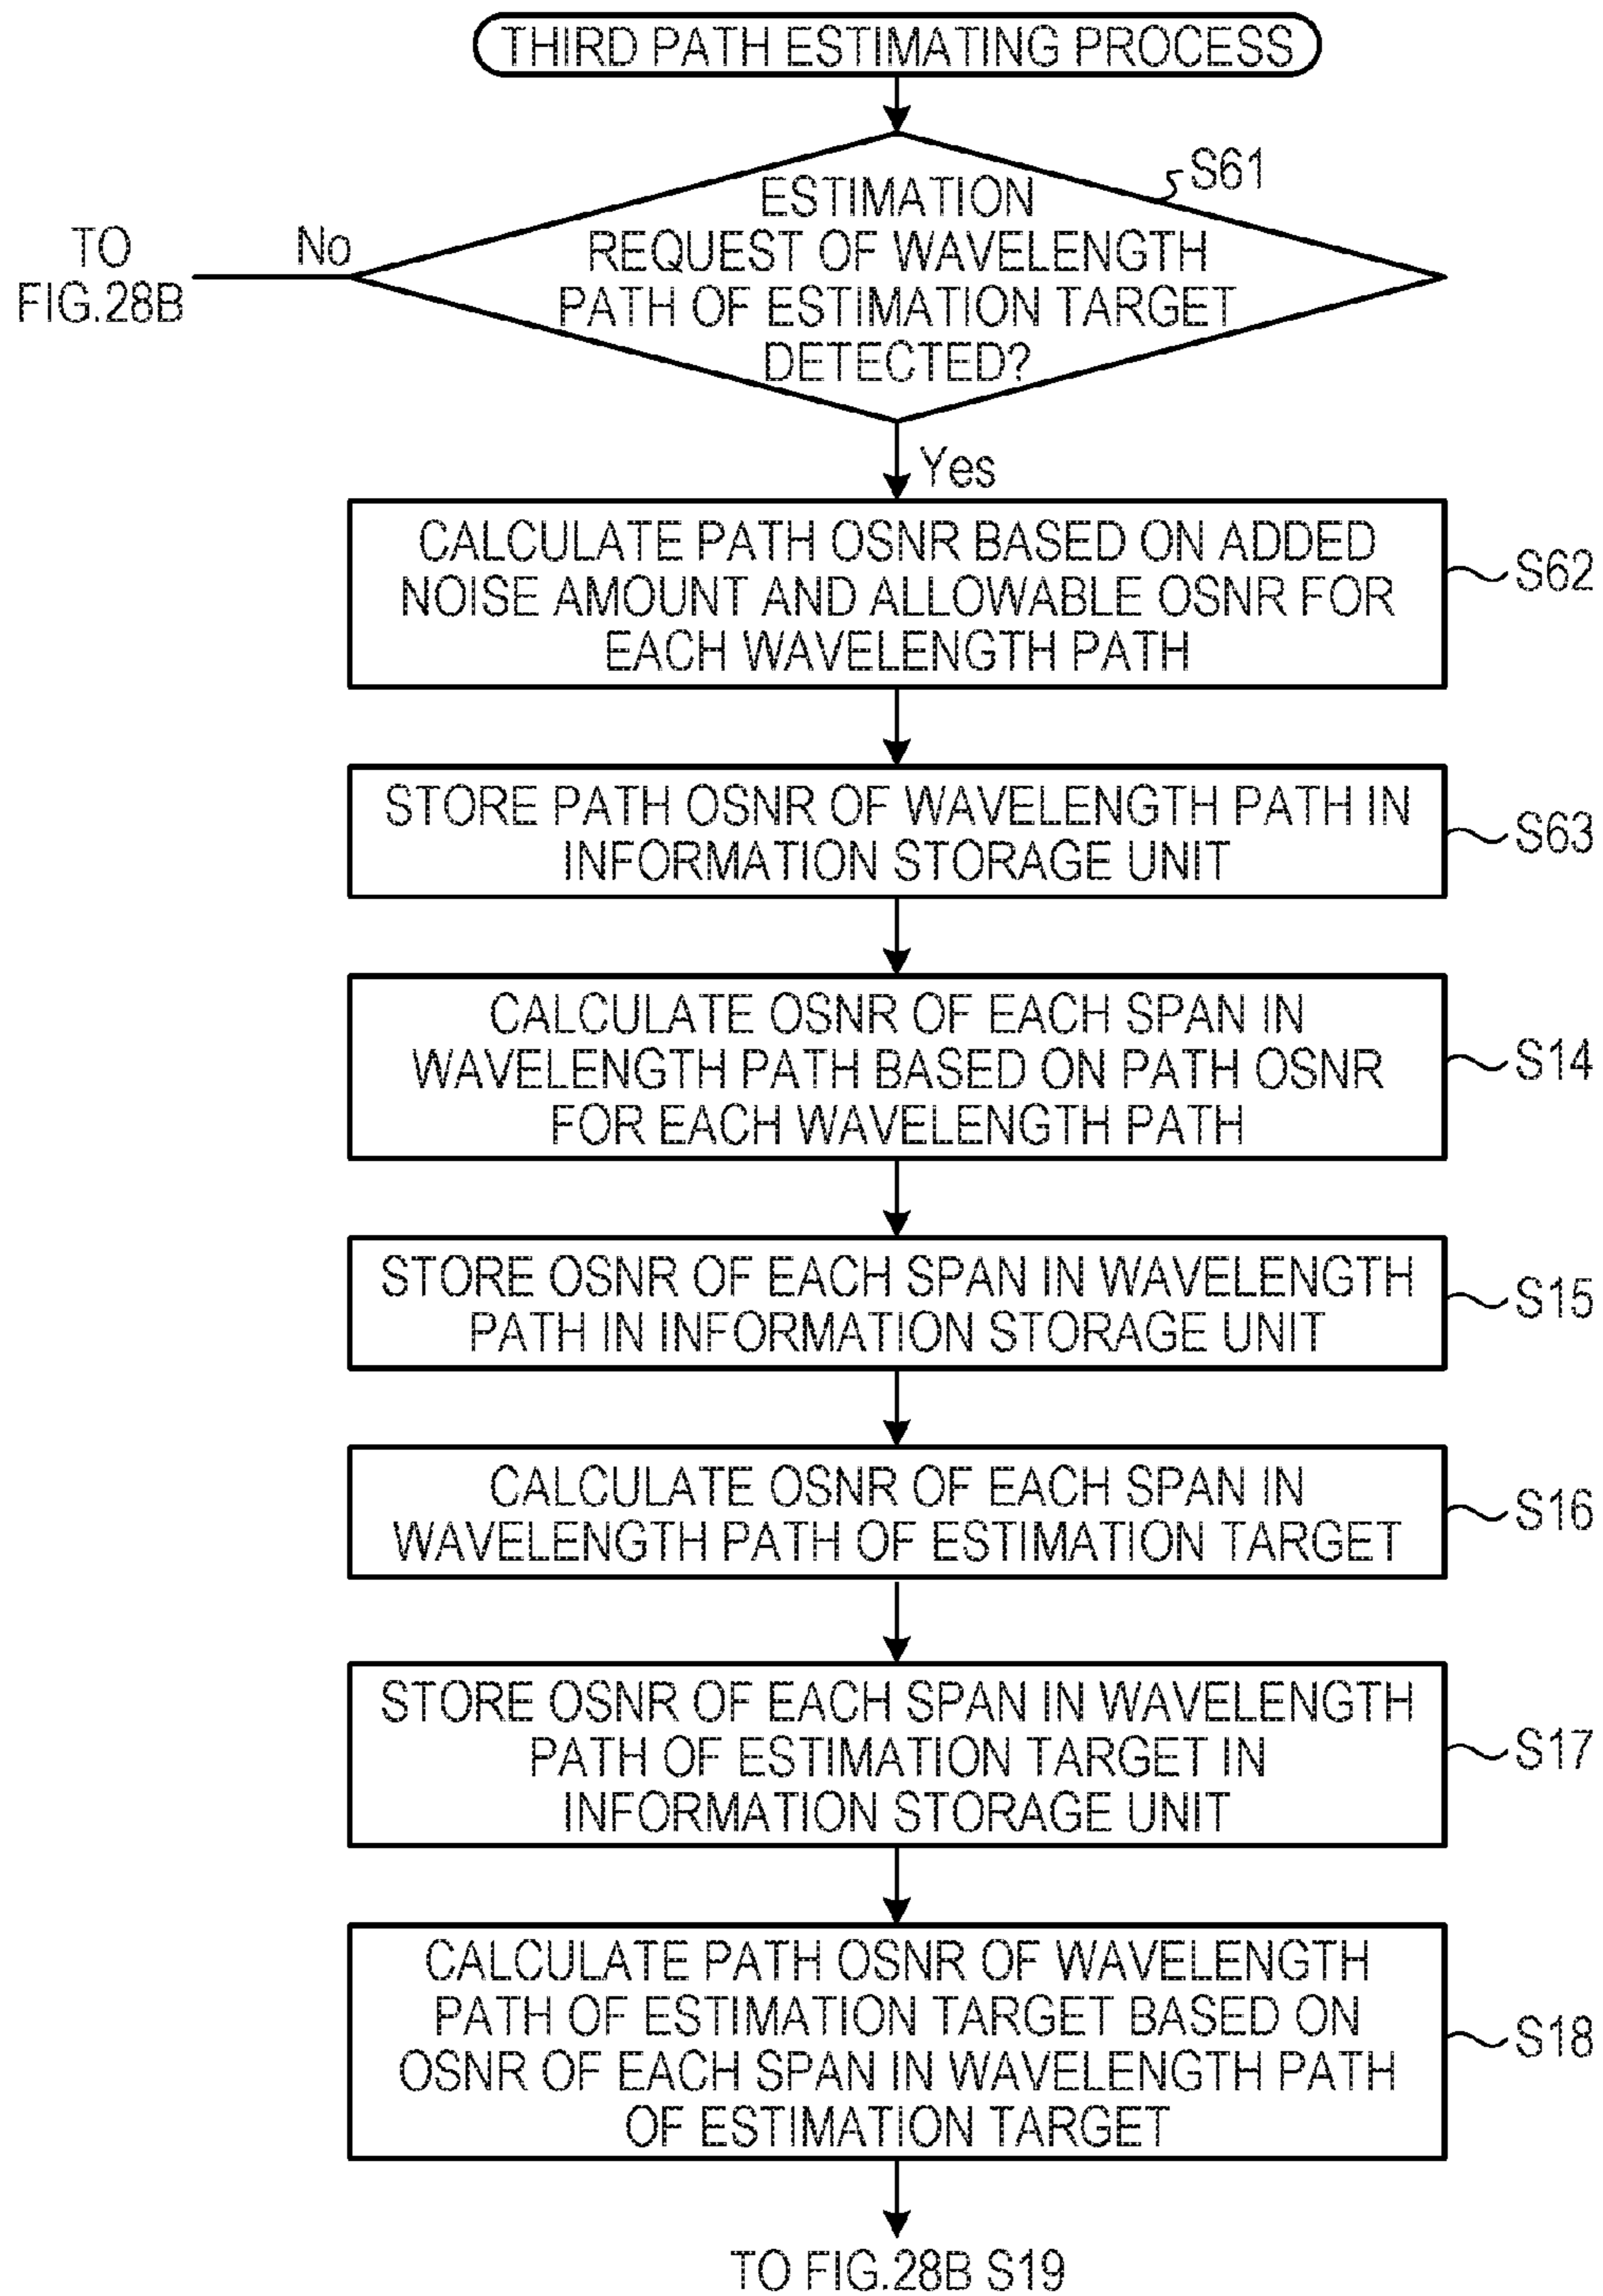 THIRD PATH ESTIMATING PROCESS
S61
ESTIMATION
REQUEST OF WAVELENGTH
PATH OF ESTIMATION TARGET
DETECTED?
No
TO
FIG.28B
Yes
CALCULATE PATH OSNR BASED ON ADDED
NOISE AMOUNT AND ALLOWABLE OSNR FOR
EACH WAVELENGTH PATH
S62
STORE PATH OSNR OF WAVELENGTH PATH IN
INFORMATION STORAGE UNIT
S63
CALCULATE OSNR OF EACH SPAN IN
WAVELENGTH PATH BASED ON PATH OSNR
FOR EACH WAVELENGTH PATH
S14
STORE OSNR OF EACH SPAN IN WAVELENGTH
PATH IN INFORMATION STORAGE UNIT
S15
CALCULATE OSNR OF EACH SPAN IN
WAVELENGTH PATH OF ESTIMATION TARGET
S16
STORE OSNR OF EACH SPAN IN WAVELENGTH
PATH OF ESTIMATION TARGET IN
INFORMATION STORAGE UNIT
S17
CALCULATE PATH OSNR OF WAVELENGTH
PATH OF ESTIMATION TARGET BASED ON
OSNR OF EACH SPAN IN WAVELENGTH PATH
OF ESTIMATION TARGET
S18
TO FIG.28B S19